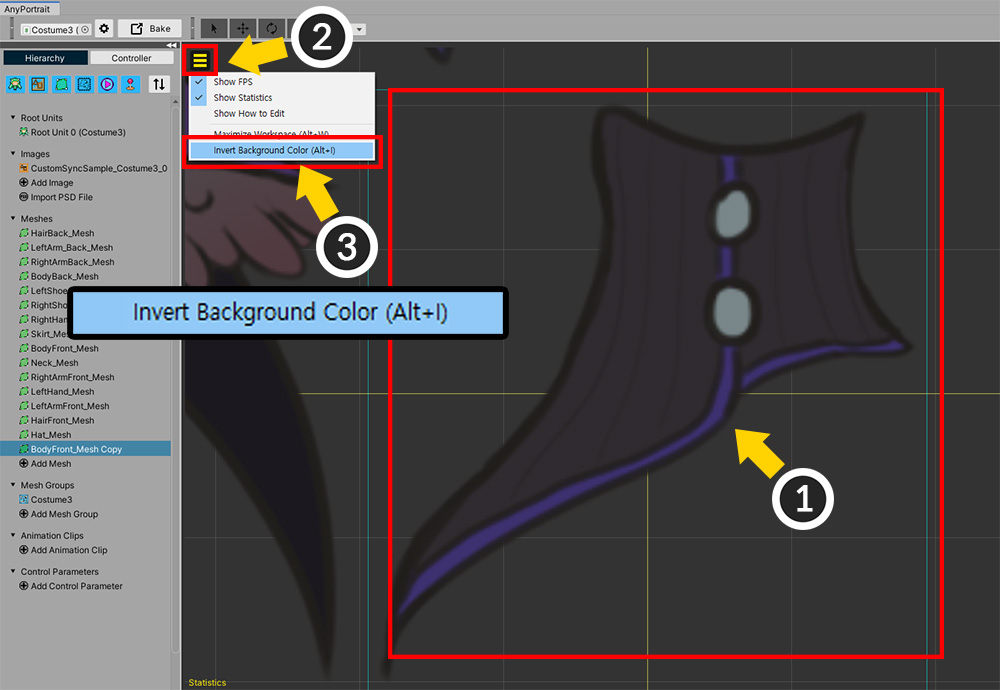 AnyPortrait
Costume3 (
Bake
2
Hierarchy
Controller
Show FPS
Show Statistics
Show How to Edit
Maximize Workspace (Alt+W)
Invert Background Color (Alt+I)
3
Root Units
Root Unit 0 (Costume3)
Images
CustomSyncSample_Costume3_0
Add Image
Import PSD File
Meshes
HairBack_Mesh
LeftArm_Back_Mesh
RightArmBack_Mesh
BodyBack_Mesh
LeftShoe
RightSho
RightHan
Skirt_Me
Invert Background Color (Alt+I)
BodyFront_Mesh
Neck_Mesh
RightArmFront_Mesh
LeftHand_Mesh
LeftArmFront_Mesh
HairFront_Mesh
Hat_Mesh
BodyFront_Mesh Copy
Add Mesh
Mesh Groups
Costume3
Add Mesh Group
Animation Clips
Add Animation Clip
Control Parameters
Add Control Parameter
1
Statistics